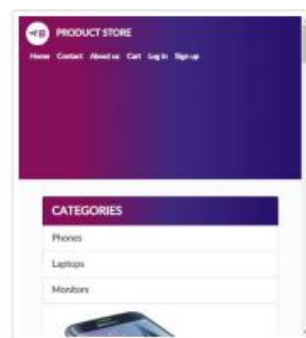 PRODUCT STORE
Home Contact About us Cart Log in Sign up
CATEGORIES
Phones
Laptops
Monitors